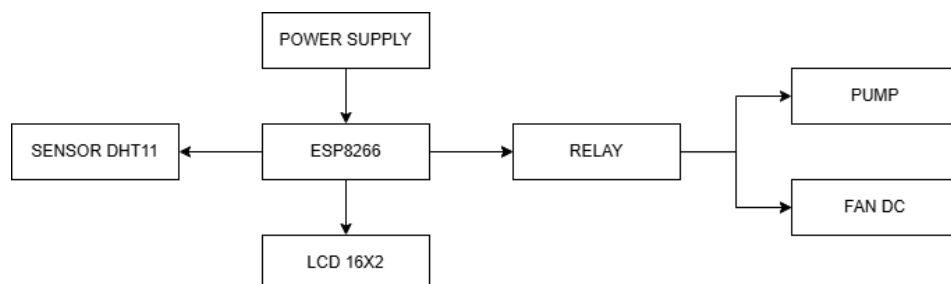 POWER SUPPLY
PUMP
SENSOR DHT11
ESP8266
RELAY
FAN DC
LCD 16X2